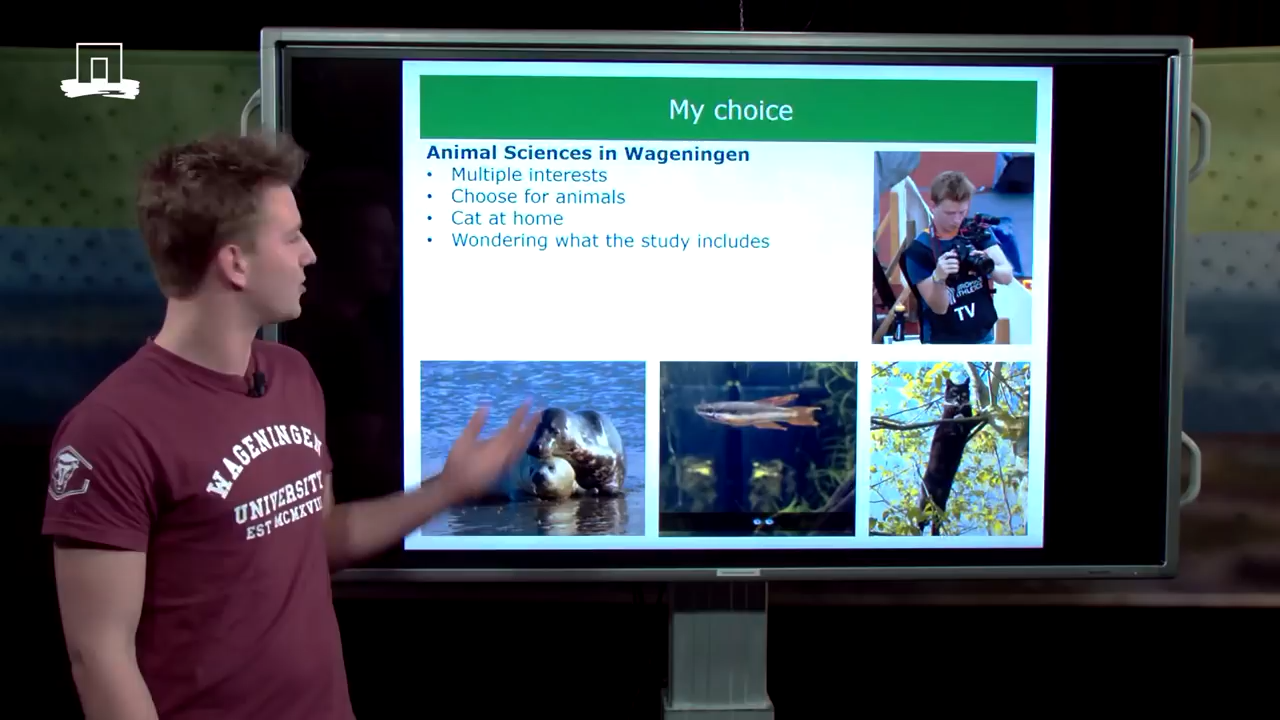 My choice
Animal Sciences in Wageningen
• Multiple interests
• Choose for animals
• Cat at home
• Wondering what the study includes
TV
WAGENINGEN
UNIVERSITY
EST MCMXVIII